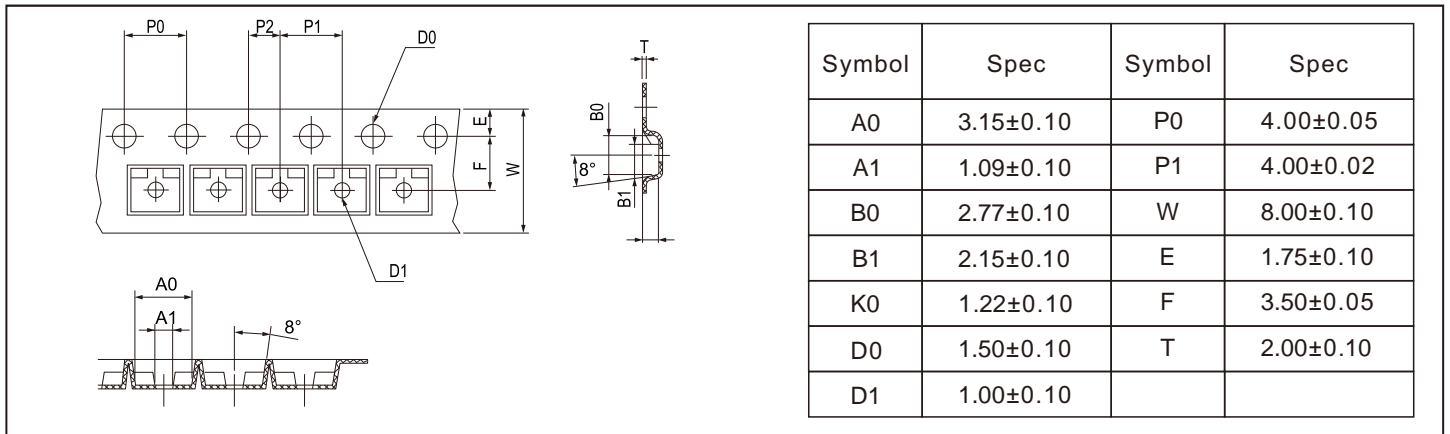 P0 P2 P1 D0
E
F
W
D1
T
B0
8°
B1
A0
A1
8°
Symbol Spec Symbol Spec
A0 3.15±0.10 P0 4.00±0.05
A1 1.09±0.10 P1 4.00±0.02
B0 2.77±0.10 W 8.00±0.10
B1 2.15±0.10 E 1.75±0.10
K0 1.22±0.10 F 3.50±0.05
D0 1.50±0.10 T 2.00±0.10
D1 1.00±0.10